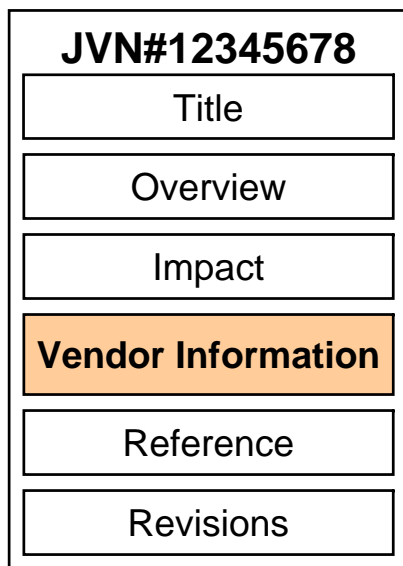 JVN#12345678
Title
Overview
Impact
Vendor Information
Reference
Revisions